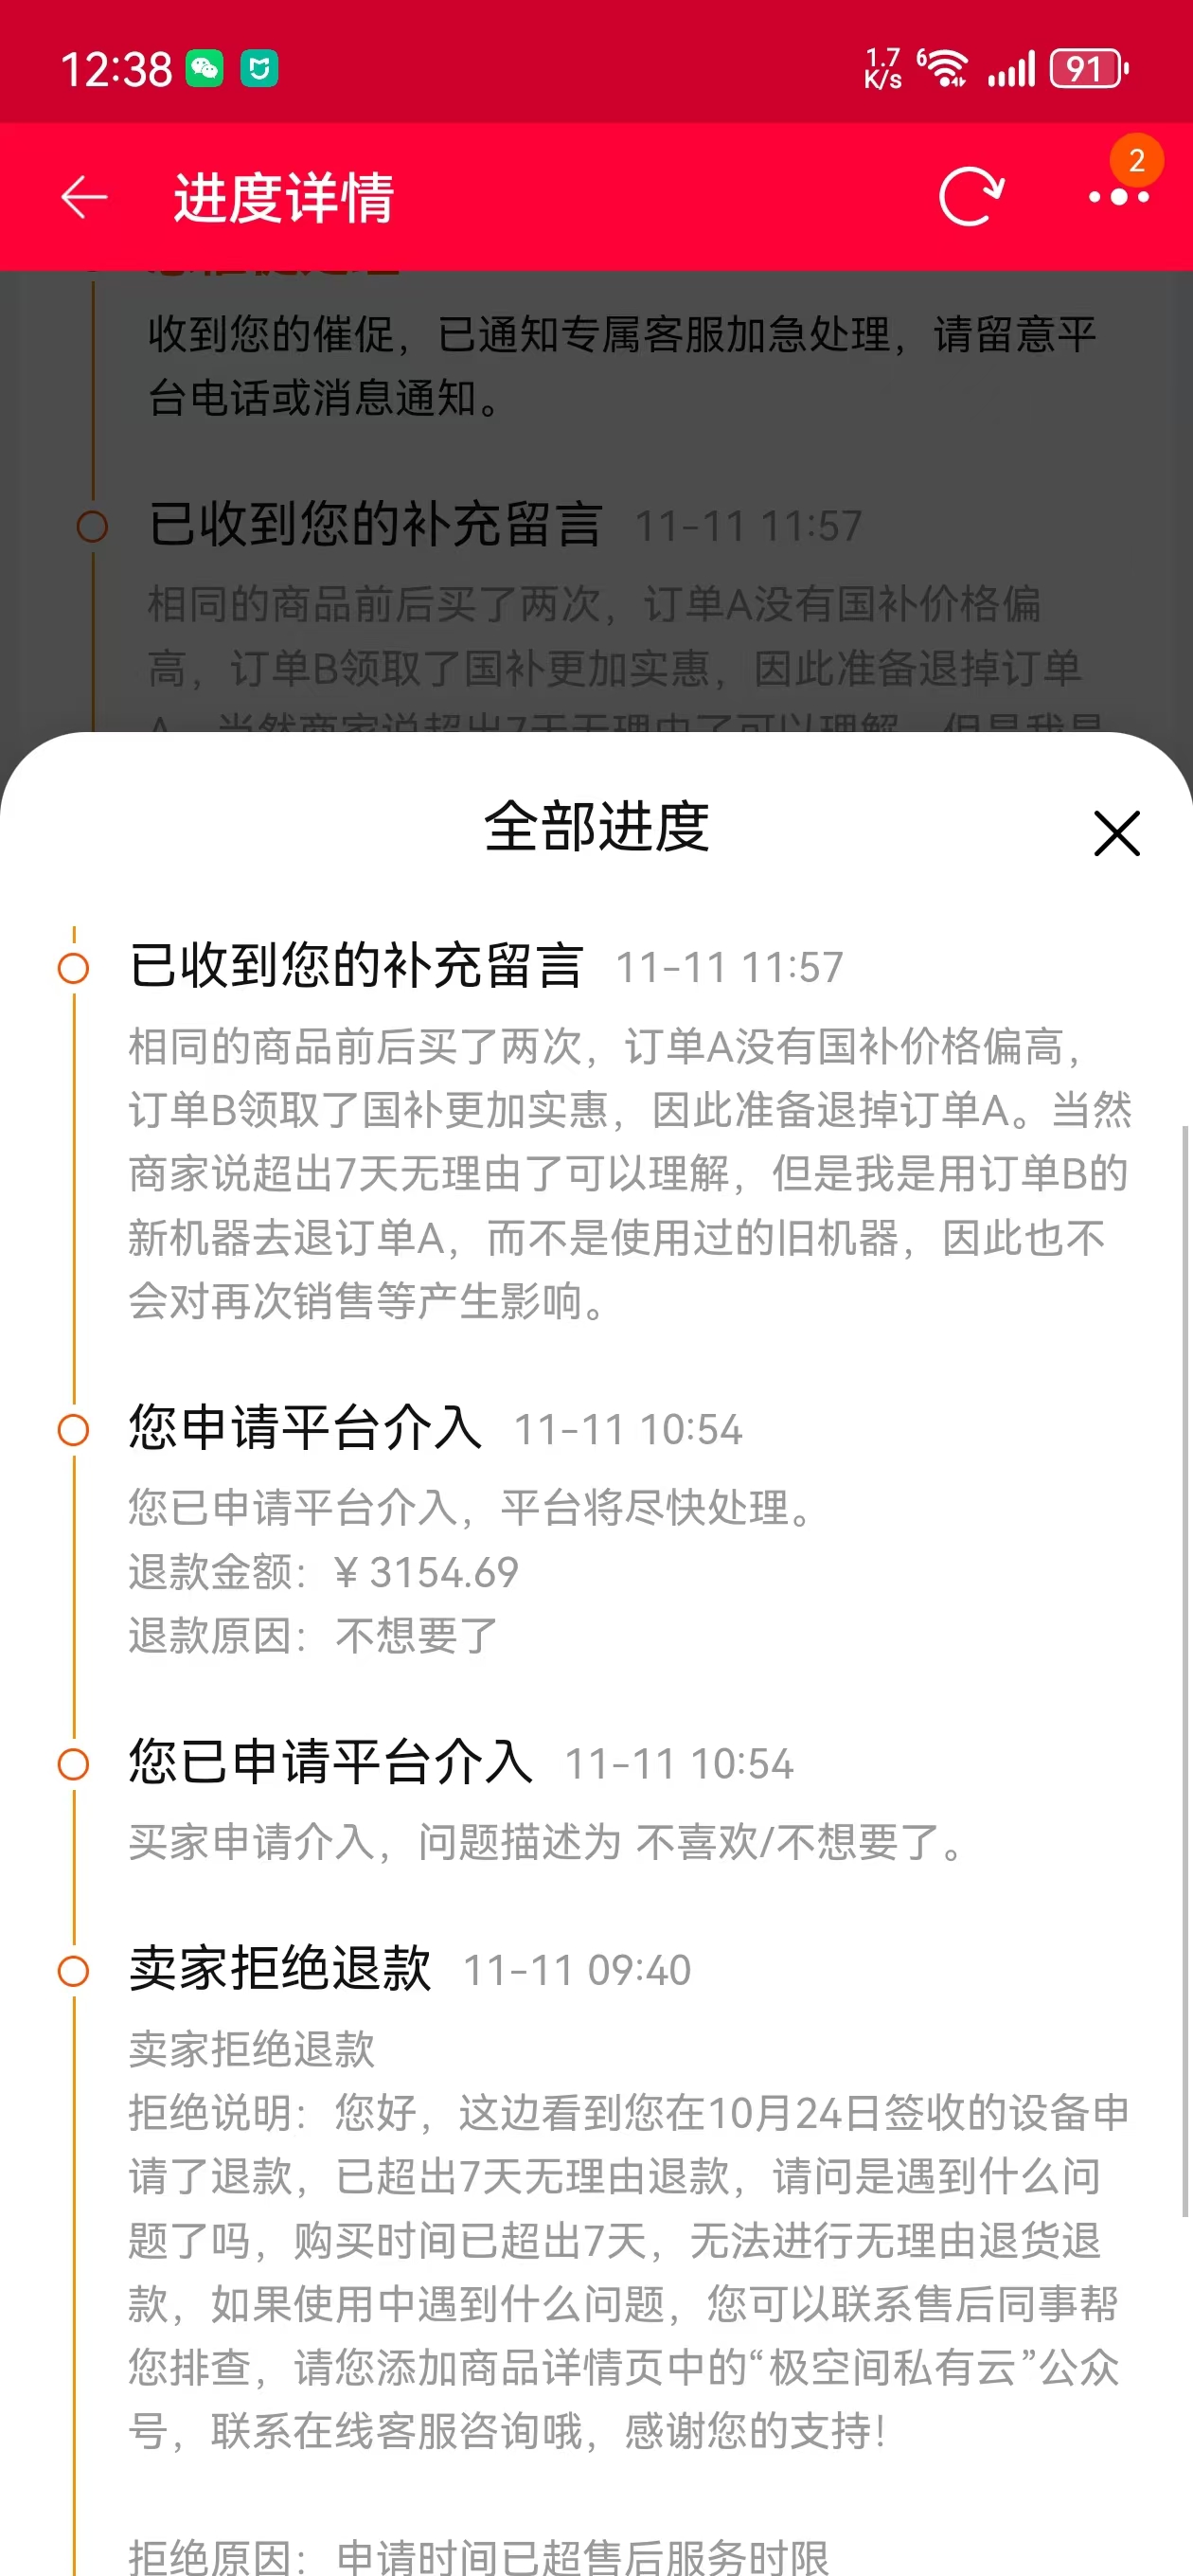 12:38
1.7
K/s
6
91
进度详情
2
收到您的催促，已通知专属客服加急处理，请留意平
台电话或消息通知。
已收到您的补充留言 11-11 11:57
相同的商品前后买了两次，订单A没有国补价格偏
高，订单B领取了国补更加实惠，因此准备退掉订单
A。当然商家说超出7天无理由了可以理解，但是我是
全部进度
已收到您的补充留言 11-11 11:57
相同的商品前后买了两次，订单A没有国补价格偏高，
订单B领取了国补更加实惠，因此准备退掉订单A。当然
商家说超出7天无理由了可以理解，但是我是用订单B的
新机器去退订单A，而不是使用过的旧机器，因此也不
会对再次销售等产生影响。
您申请平台介入 11-11 10:54
您已申请平台介入，平台将尽快处理。
退款金额：¥ 3154.69
退款原因：不想要了
您已申请平台介入 11-11 10:54
买家申请介入，问题描述为 不喜欢/不想要了。
卖家拒绝退款 11-11 09:40
卖家拒绝退款
拒绝说明：您好，这边看到您在10月24日签收的设备申
请了退款，已超出7天无理由退款，请问是遇到什么问
题了吗，购买时间已超出7天，无法进行无理由退货退
款，如果使用中遇到什么问题，您可以联系售后同事帮
您排查，请您添加商品详情页中的“极空间私有云”公众
号，联系在线客服咨询哦，感谢您的支持！
拒绝原因：申请时间已超售后服务时限